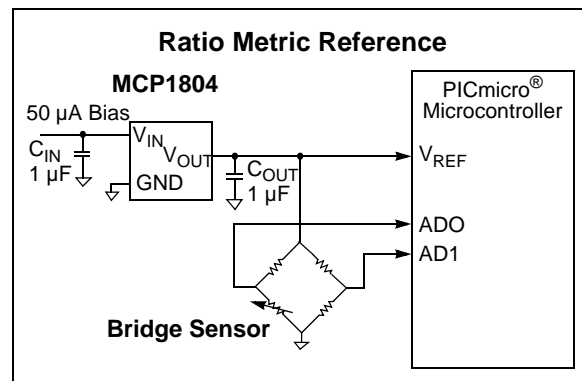 Ratio Metric Reference
MCP1804
PICmicro®
Microcontroller
50 µA Bias
VIN
VOUT
GND
CIN
1 µF
COUT
1 µF
VREF
ADO
AD1
Bridge Sensor